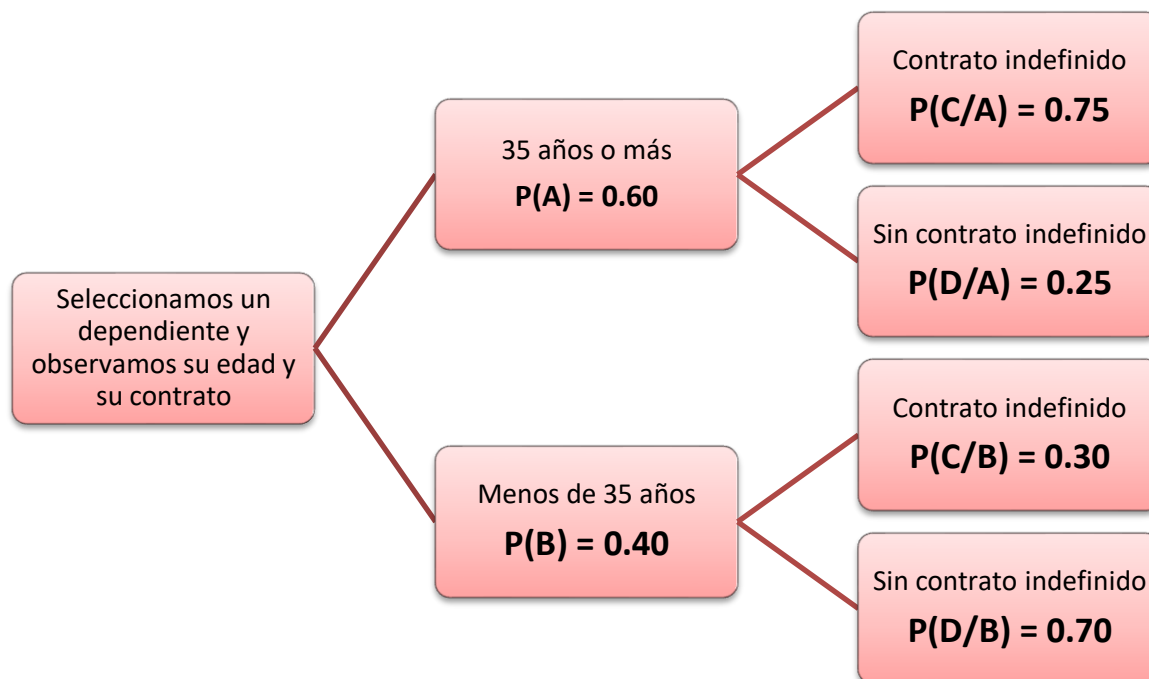 Seleccionamos un
dependiente y
observamos su edad y
su contrato
35 años o más
P(A) = 0.60
Menos de 35 años
P(B) = 0.40
Contrato indefinido
P(C/A) = 0.75
Sin contrato indefinido
P(D/A) = 0.25
Contrato indefinido
P(C/B) = 0.30
Sin contrato indefinido
P(D/B) = 0.70